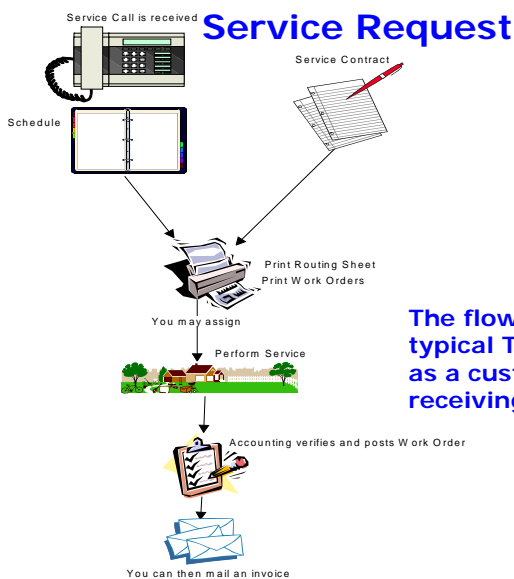 Service Call is received
Service Request
Service Contract
Schedule
Print Routing Sheet
Print Work Orders
You may assign
The flow
typical T
as a cust
receiving
Perform Service
Accounting verifies and posts Work Order
You can then mail an invoice